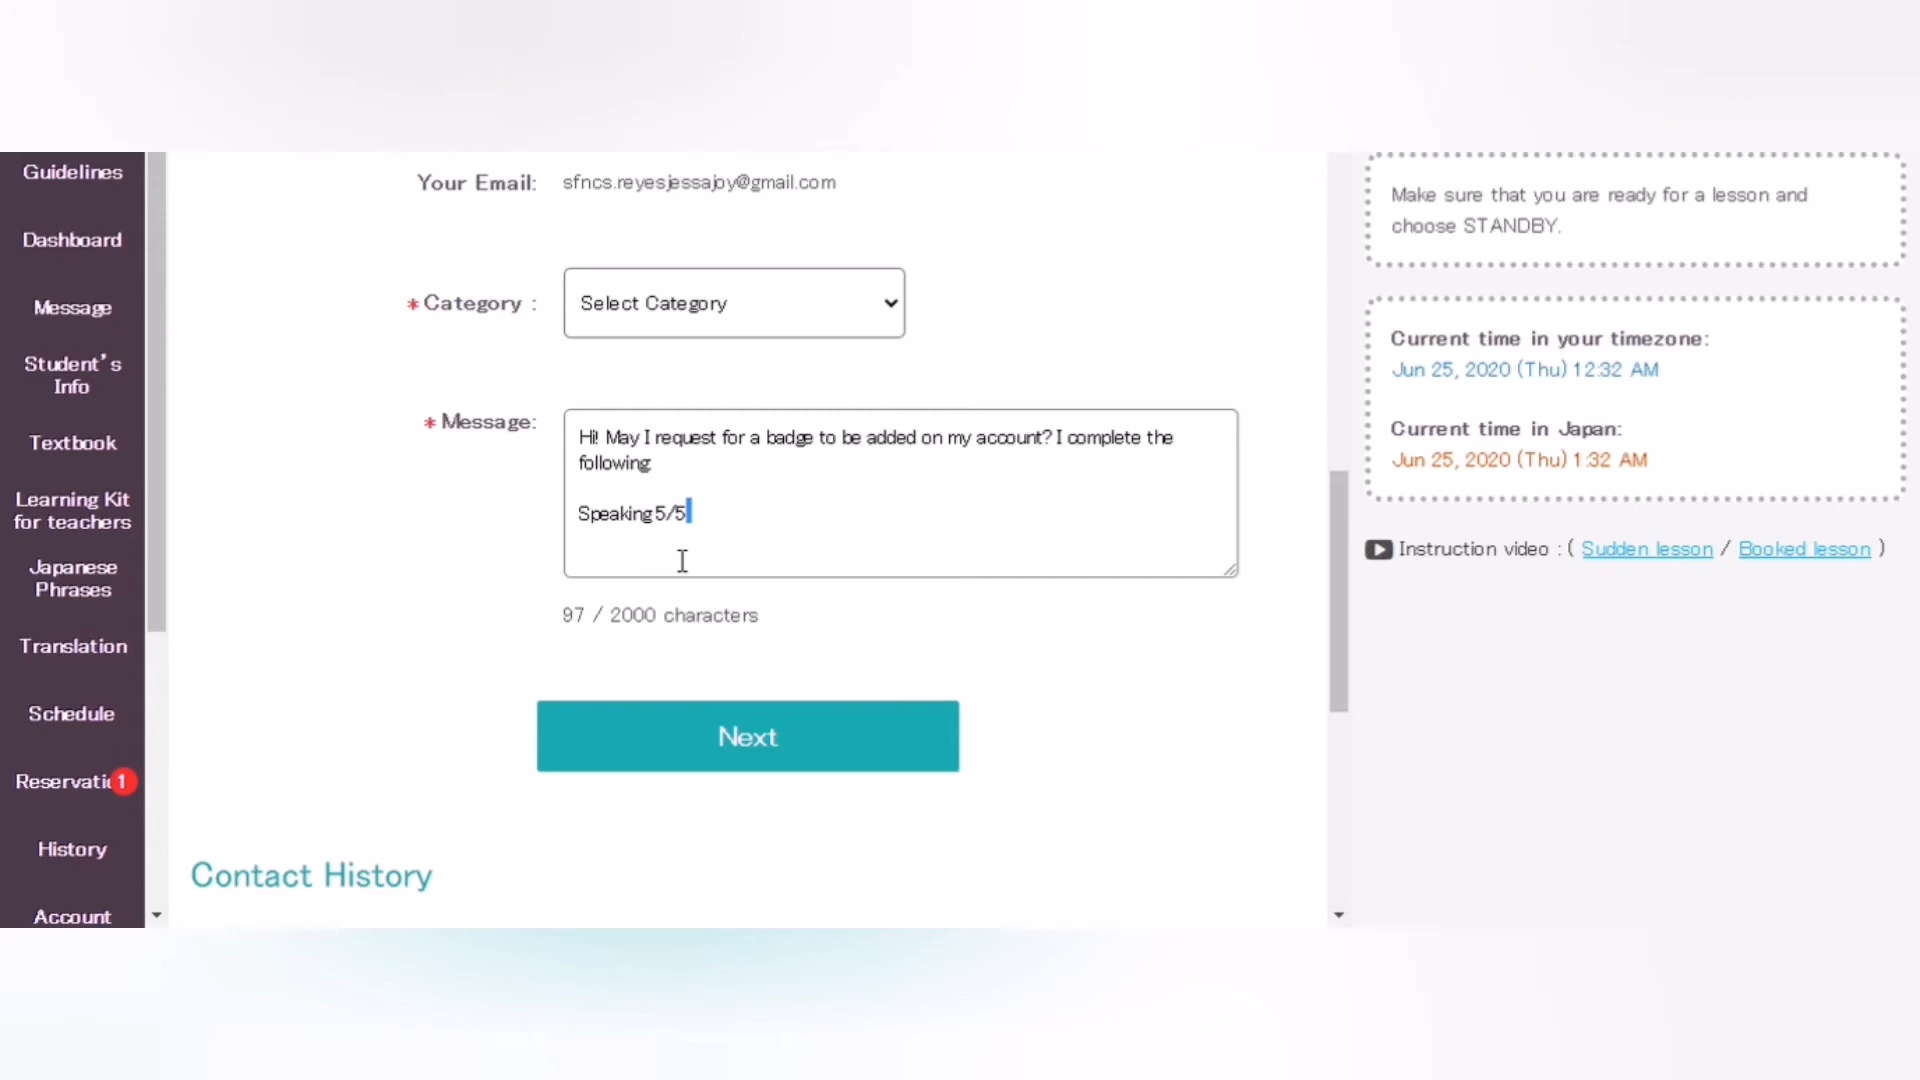 Guidelines
Dashboard
Message
Student's
Info
Textbook
Learning Kit
for teachers
Japanese
Phrases
Translation
Schedule
Reservatic 1
History
Account
Your Email: sfncs.reyesjessajoy@gmail.com
*Category : Select Category
*Message: Hi! May I request for a badge to be added on my account? I complete the
following
Speaking 5/5
97 / 2000 characters
Next
Contact History
Make sure that you are ready for a lesson and
choose STANDBY.
Current time in your timezone:
Jun 25, 2020 (Thu) 12:32 AM
Current time in Japan:
Jun 25, 2020 (Thu) 1:32 AM
Instruction video : ( Sudden lesson / Booked lesson )